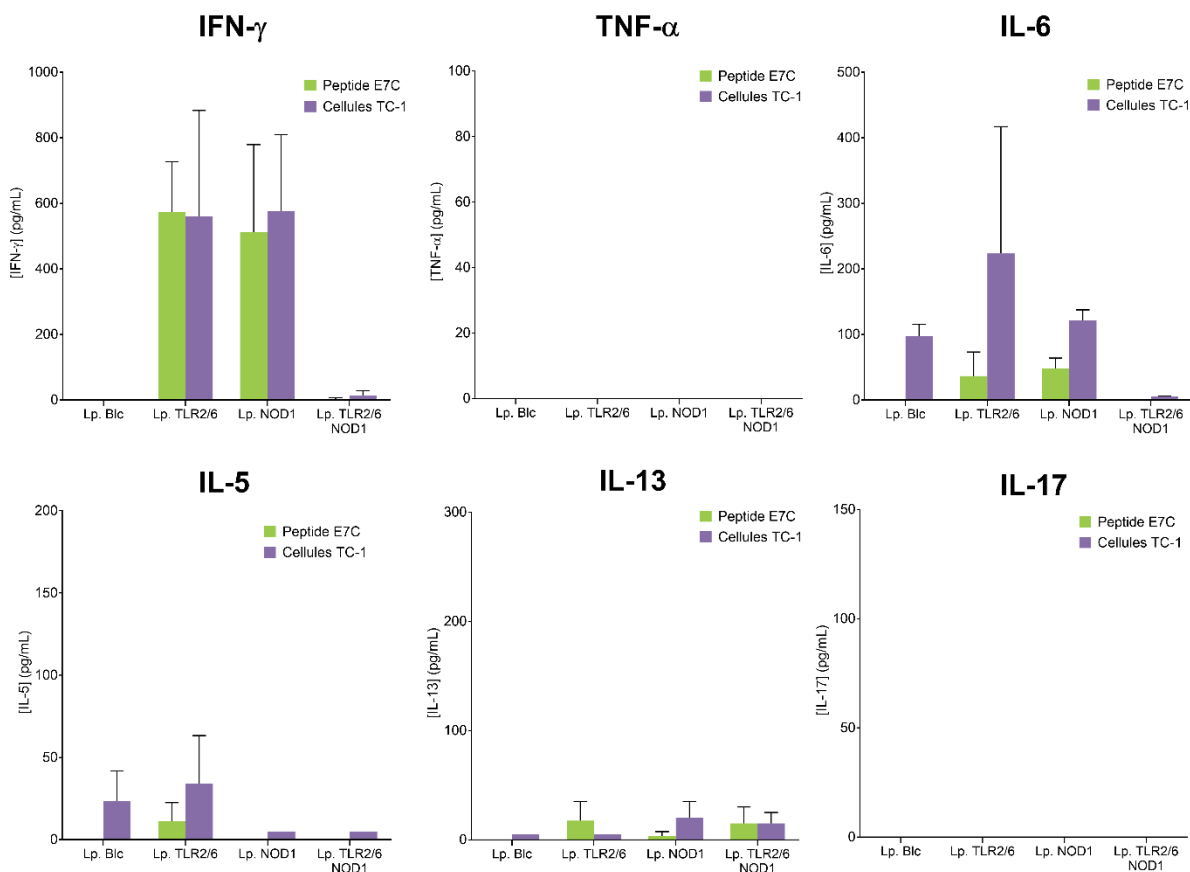 IFN-γ
1000
800
600
400
200
0
[IFN-γ] (pg/mL)
Peptide E7C
Cellules TC-1
Lp. Blc
Lp. TLR2/6
Lp. NOD1
Lp. TLR2/6
NOD1
TNF-α
100
80
60
40
20
0
[TNF-α] (pg/mL)
Peptide E7C
Cellules TC-1
Lp. Blc
Lp. TLR2/6
Lp. NOD1
Lp. TLR2/6
NOD1
IL-6
500
400
300
200
100
0
[IL-6] (pg/mL)
Peptide E7C
Cellules TC-1
Lp. Blc
Lp. TLR2/6
Lp. NOD1
Lp. TLR2/6
NOD1
IL-5
200
150
100
50
0
[IL-5] (pg/mL)
Peptide E7C
Cellules TC-1
Lp. Blc
Lp. TLR2/6
Lp. NOD1
Lp. TLR2/6
NOD1
IL-13
300
200
100
0
[IL-13] (pg/mL)
Peptide E7C
Cellules TC-1
Lp. Blc
Lp. TLR2/6
Lp. NOD1
Lp. TLR2/6
NOD1
IL-17
150
100
50
0
[IL-17] (pg/mL)
Peptide E7C
Cellules TC-1
Lp. Blc
Lp. TLR2/6
Lp. NOD1
Lp. TLR2/6
NOD1